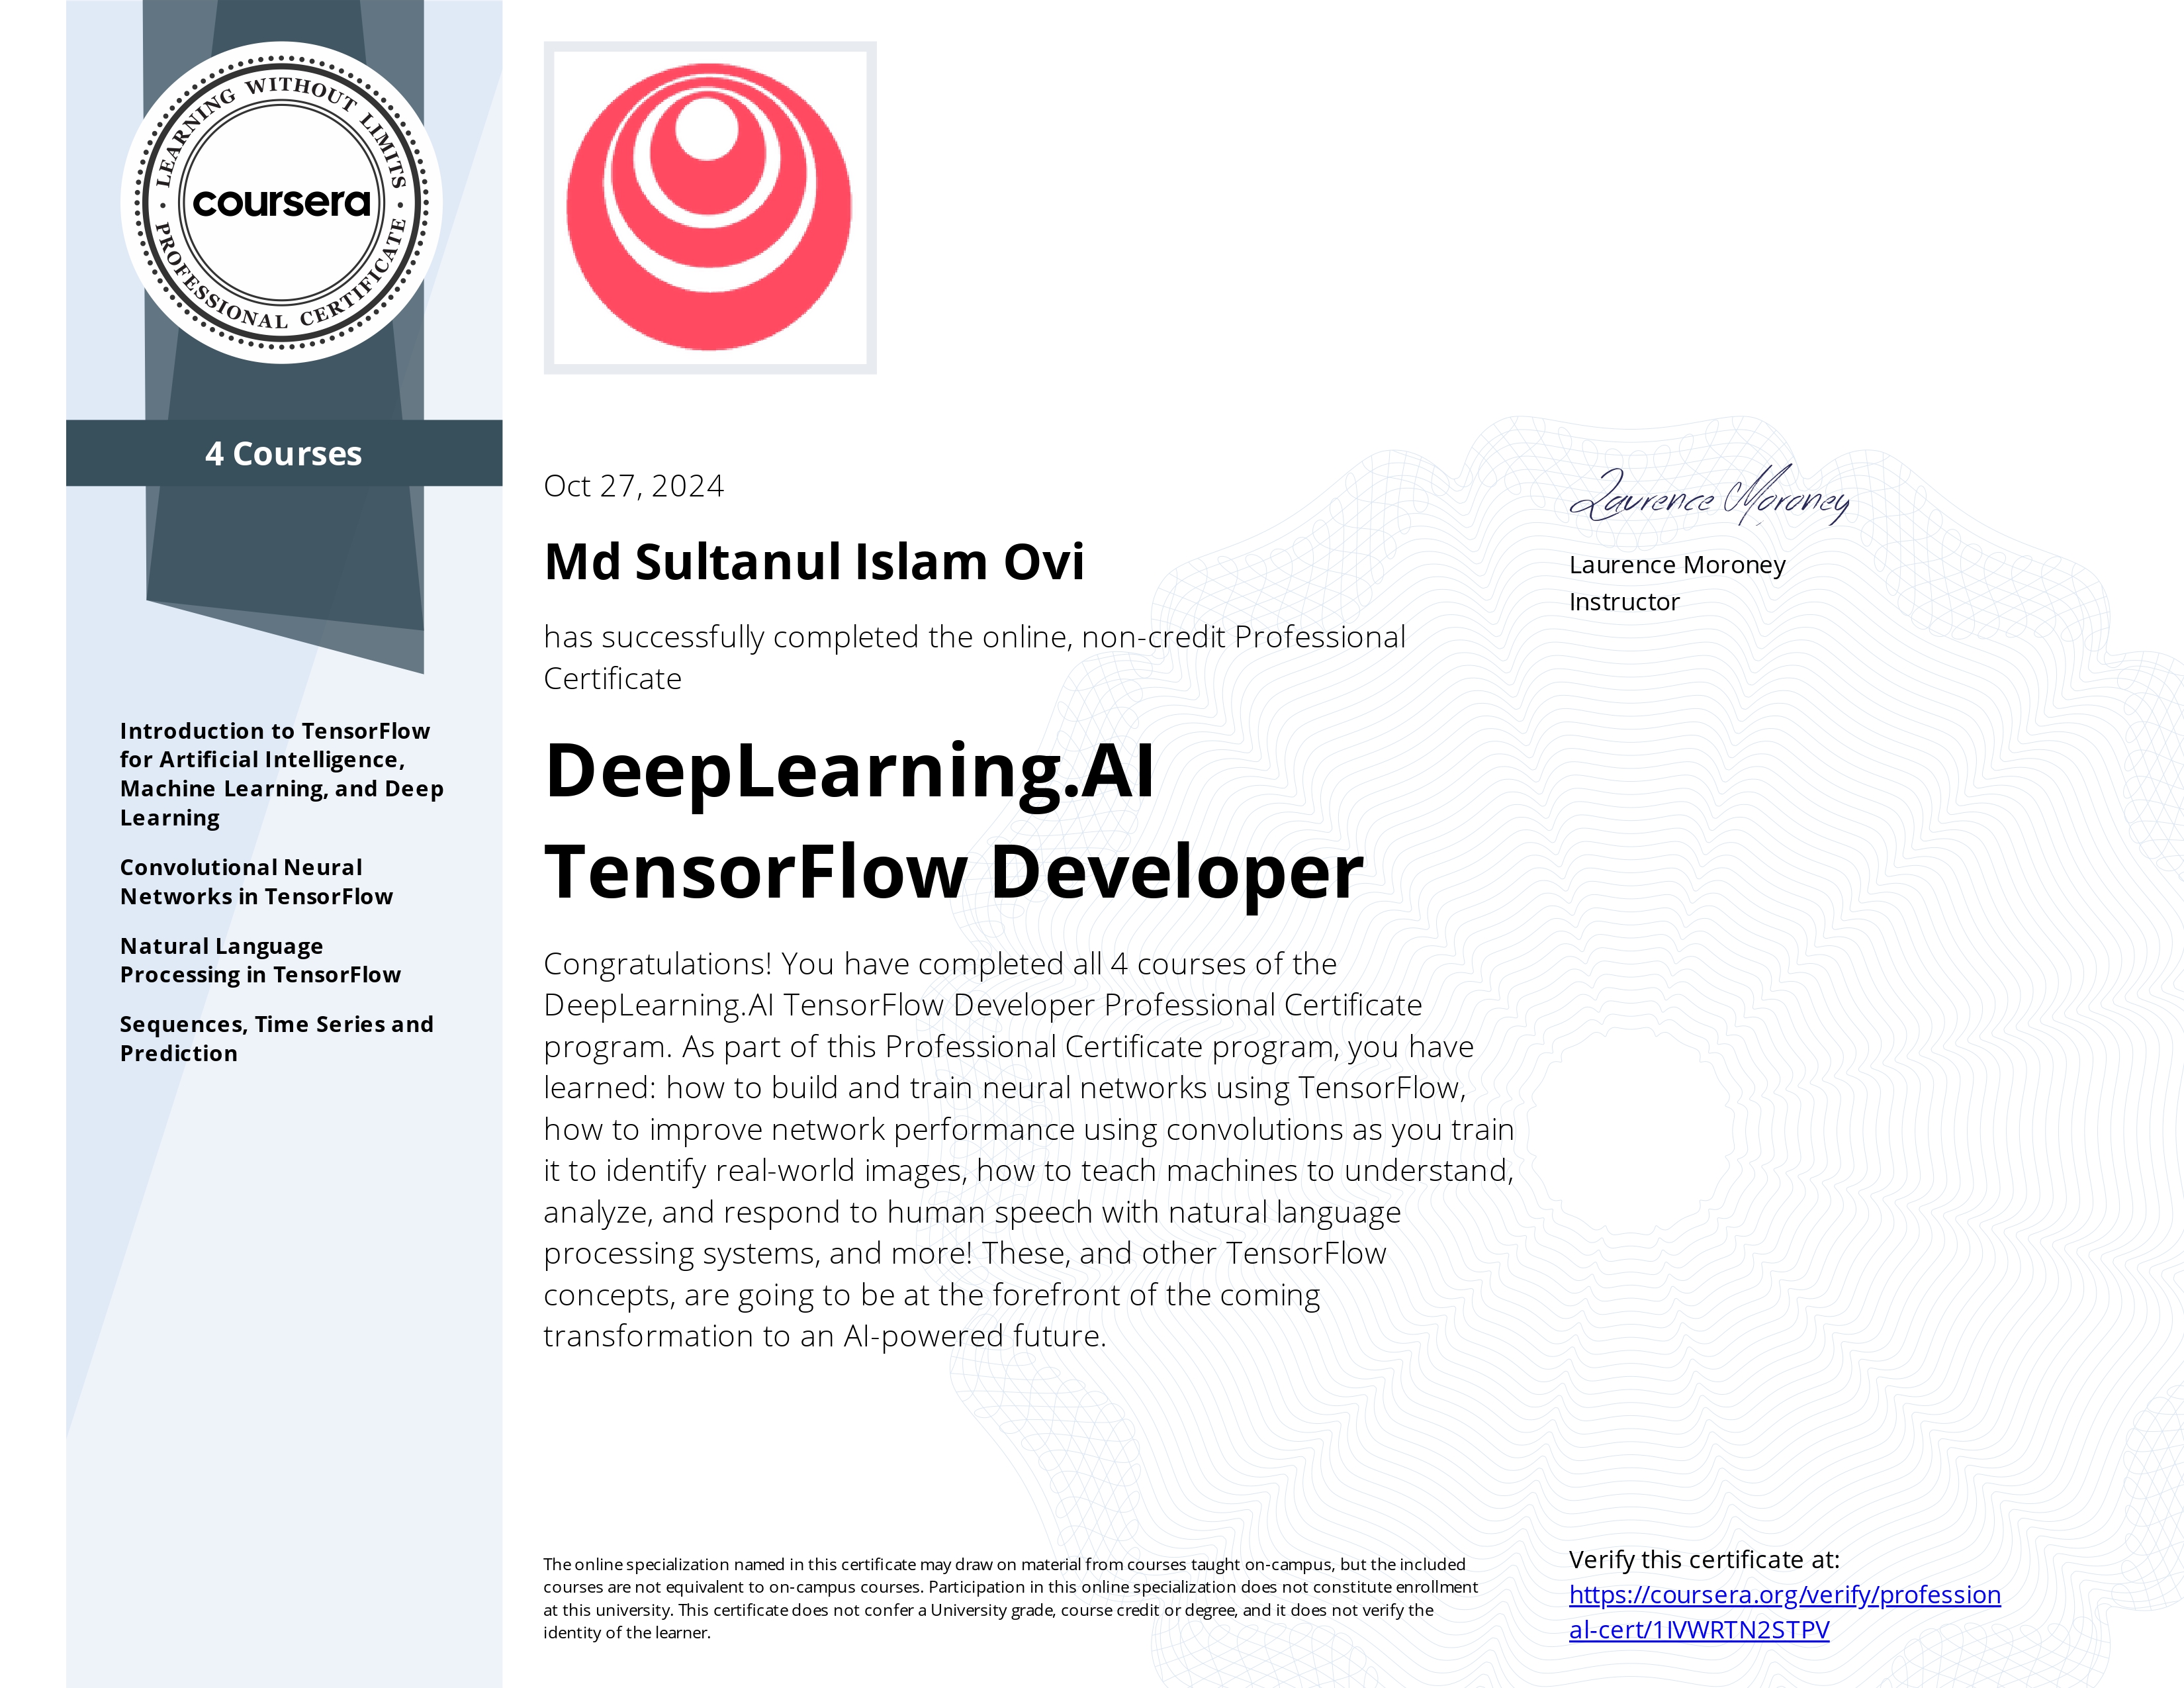 LEARNING WITHOUT LIMITS
coursera
PROFESSIONAL CERTIFICATE
4 Courses
Introduction to TensorFlow
for Artificial Intelligence,
Machine Learning, and Deep
Learning
Convolutional Neural
Networks in TensorFlow
Natural Language
Processing in TensorFlow
Sequences, Time Series and
Prediction
Oct 27, 2024
Md Sultanul Islam Ovi
has successfully completed the online, non-credit Professional
Certificate
DeepLearning.AI
TensorFlow Developer
Congratulations! You have completed all 4 courses of the
DeepLearning.AI TensorFlow Developer Professional Certificate
program. As part of this Professional Certificate program, you have
learned: how to build and train neural networks using TensorFlow,
how to improve network performance using convolutions as you train
it to identify real-world images, how to teach machines to understand,
analyze, and respond to human speech with natural language
processing systems, and more! These, and other TensorFlow
concepts, are going to be at the forefront of the coming
transformation to an AI-powered future.
Laurence Moroney
Laurence Moroney
Instructor
The online specialization named in this certificate may draw on material from courses taught on-campus, but the included
courses are not equivalent to on-campus courses. Participation in this online specialization does not constitute enrollment
at this university. This certificate does not confer a University grade, course credit or degree, and it does not verify the
identity of the learner.
Verify this certificate at:
https://coursera.org/verify/profession
al-cert/1IVWRTN2STPV